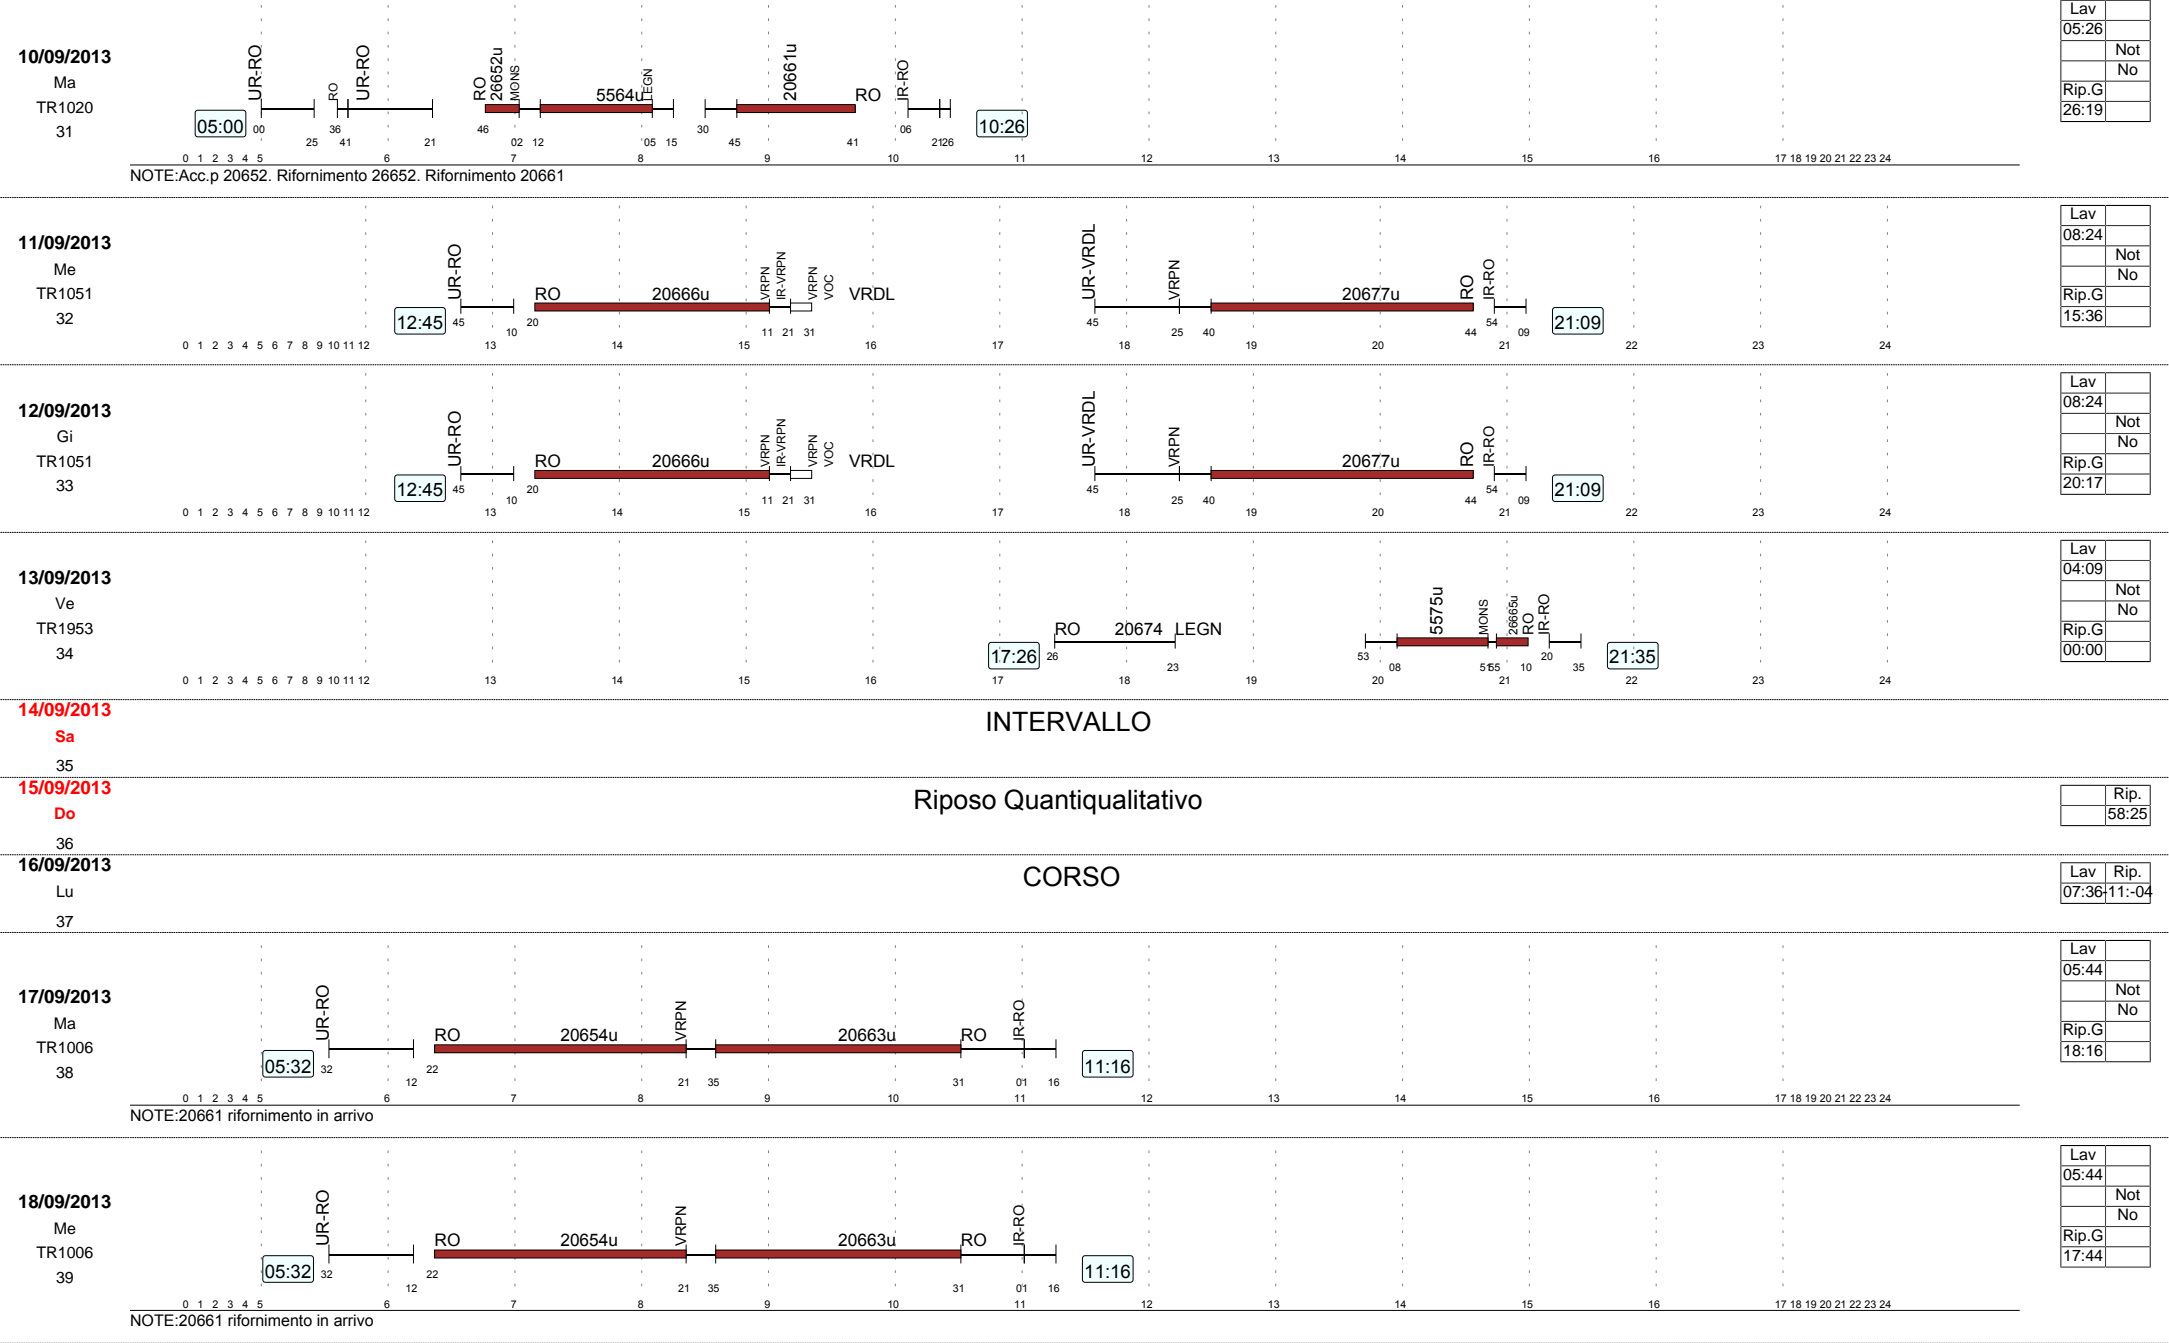 10/09/2013
Ma
TR1020
31
05:00
UR-RO
RO
UR-RO
RO
26652u
MONS
5564u
LEGN
20661u
RO
IR-RO
10:26
00 25 36 41 21 46 02 12 05 15 30 45 41 06 21 26
0 1 2 3 4 5 6 7 8 9 10 11 12 13 14 15 16 17 18 19 20 21 22 23 24
NOTE:Acc.p 20652. Rifornimento 26652. Rifornimento 20661
Lav
05:26
Not
No
Rip.G
26:19
11/09/2013
Me
TR1051
32
12:45
UR-RO
RO
20666u
VRPN
IR-VRPN
VRPN
VOC
VRDL
UR-VRDL
VRPN
20677u
RO
IR-RO
21:09
45 10 20 11 21 31 45 25 40 44 54 09
0 1 2 3 4 5 6 7 8 9 10 11 12 13 14 15 16 17 18 19 20 21 22 23 24
Lav
08:24
Not
No
Rip.G
15:36
12/09/2013
Gi
TR1051
33
12:45
UR-RO
RO
20666u
VRPN
IR-VRPN
VRPN
VOC
VRDL
UR-VRDL
VRPN
20677u
RO
IR-RO
21:09
45 10 20 11 21 31 45 25 40 44 54 09
0 1 2 3 4 5 6 7 8 9 10 11 12 13 14 15 16 17 18 19 20 21 22 23 24
Lav
08:24
Not
No
Rip.G
20:17
13/09/2013
Ve
TR1953
34
17:26
RO
20674
LEGN
5575u
MONS
26665u
RO
IR-RO
21:35
26 23 53 08 51 55 10 20 35
0 1 2 3 4 5 6 7 8 9 10 11 12 13 14 15 16 17 18 19 20 21 22 23 24
Lav
04:09
Not
No
Rip.G
00:00
14/09/2013
Sa
35
INTERVALLO
15/09/2013
Do
36
Riposo Quantiqualitativo
Rip.
58:25
16/09/2013
Lu
37
CORSO
Lav Rip.
07:36 -11:-04
17/09/2013
Ma
TR1006
38
05:32
UR-RO
RO
20654u
VRPN
20663u
RO
IR-RO
11:16
32 12 22 21 35 31 01 16
0 1 2 3 4 5 6 7 8 9 10 11 12 13 14 15 16 17 18 19 20 21 22 23 24
NOTE:20661 rifornimento in arrivo
Lav
05:44
Not
No
Rip.G
18:16
18/09/2013
Me
TR1006
39
05:32
UR-RO
RO
20654u
VRPN
20663u
RO
IR-RO
11:16
32 12 22 21 35 31 01 16
0 1 2 3 4 5 6 7 8 9 10 11 12 13 14 15 16 17 18 19 20 21 22 23 24
NOTE:20661 rifornimento in arrivo
Lav
05:44
Not
No
Rip.G
17:44